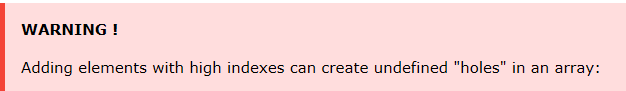 WARNING !
Adding elements with high indexes can create undefined "holes" in an array: